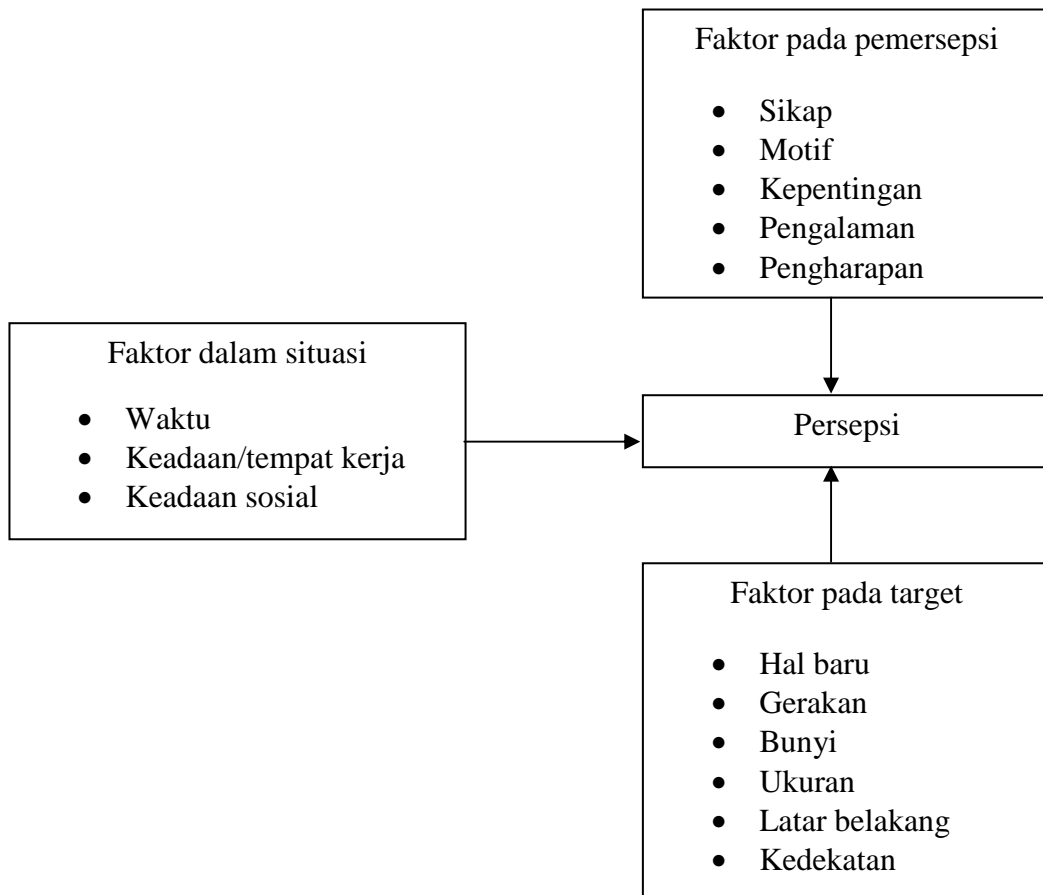 Faktor pada pemersepsi
• Sikap
• Motif
• Kepentingan
• Pengalaman
• Pengharapan
Faktor dalam situasi
• Waktu
• Keadaan/tempat kerja
• Keadaan sosial
Persepsi
Faktor pada target
• Hal baru
• Gerakan
• Bunyi
• Ukuran
• Latar belakang
• Kedekatan